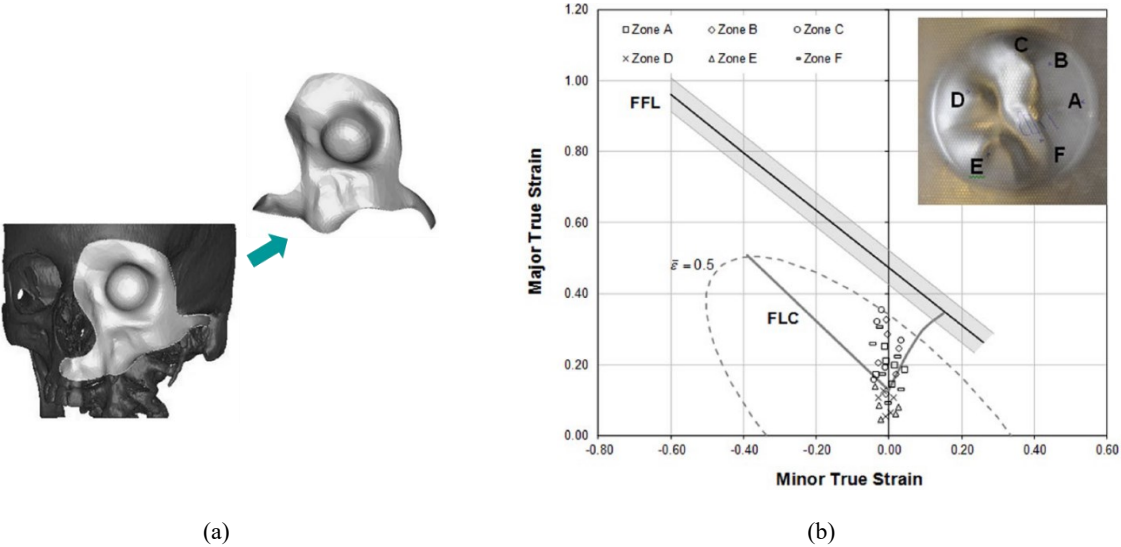 1.20
Zone A Zone B Zone C
Zone D Zone E Zone F
1.00
FFL
0.80
0.60
0.40
0.20
0.00
C
B
D
A
F
E
ε̄ = 0.5
FLC
Major True Strain
-0.80 -0.60 -0.40 -0.20 0.00 0.20 0.40 0.60
Minor True Strain
(a) (b)